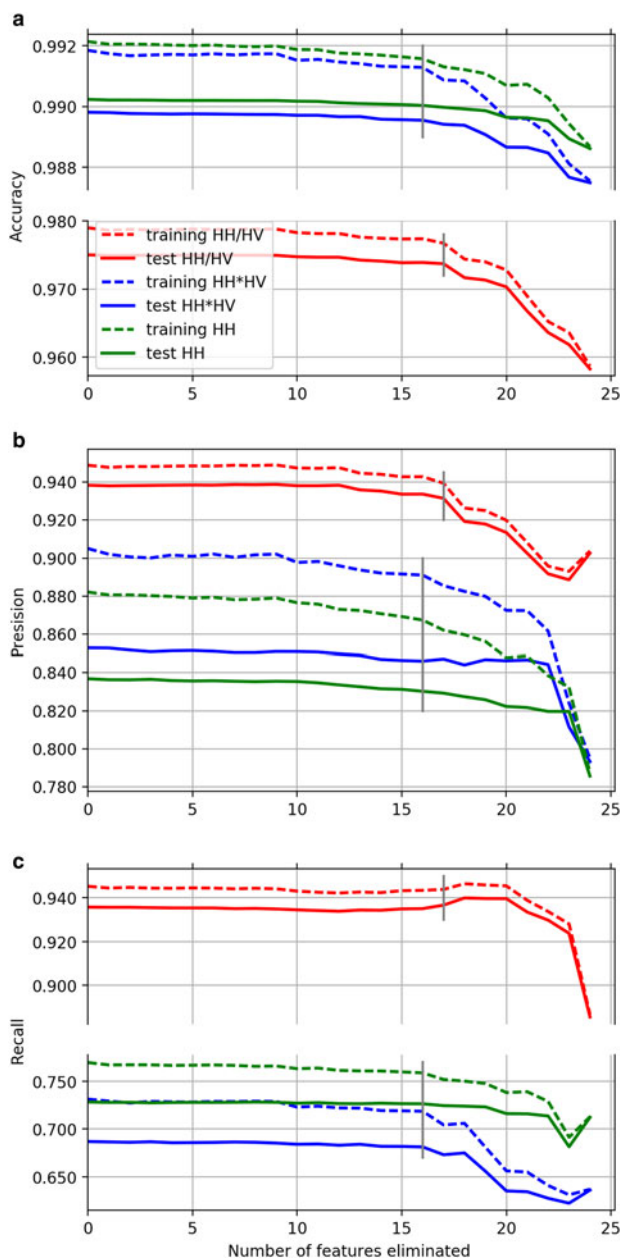 a
0.992
0.990
0.988
Accuracy
0.980
0.970
0.960
training HH/HV
test HH/HV
training HH*HV
test HH*HV
training HH
test HH
0 5 10 15 20 25
b
0.940
0.920
0.900
0.880
0.860
0.840
0.820
0.800
0.780
Presision
0 5 10 15 20 25
c
0.940
0.920
0.900
Recall
0.750
0.700
0.650
0 5 10 15 20 25
Number of features eliminated